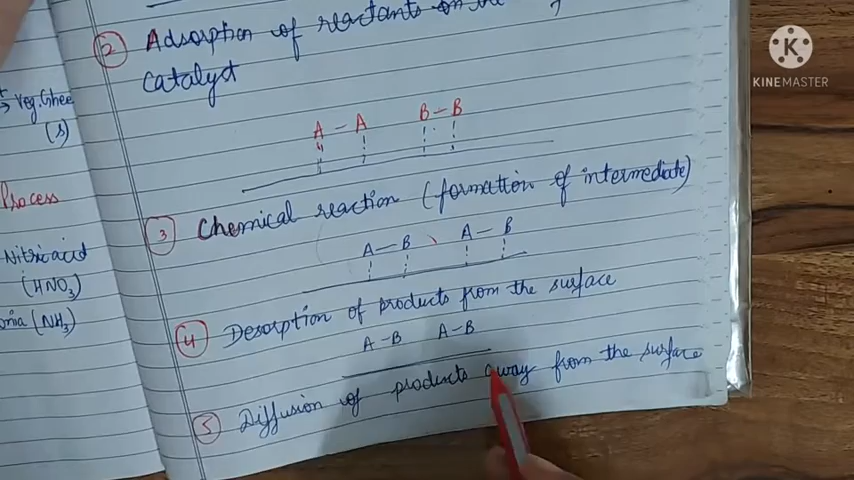 ② Adsorption of reactants on the
catalyst
A - A B - B
③ Chemical reaction (formation of intermediate)
A - B A - B
④ Desorption of products from the surface
A - B A - B
⑤ Diffusion of products away from the surface
Veg. Ghee
(s)
Process
Nitric acid
(HNO₃)
(NH₃)
K
KINEMASTER